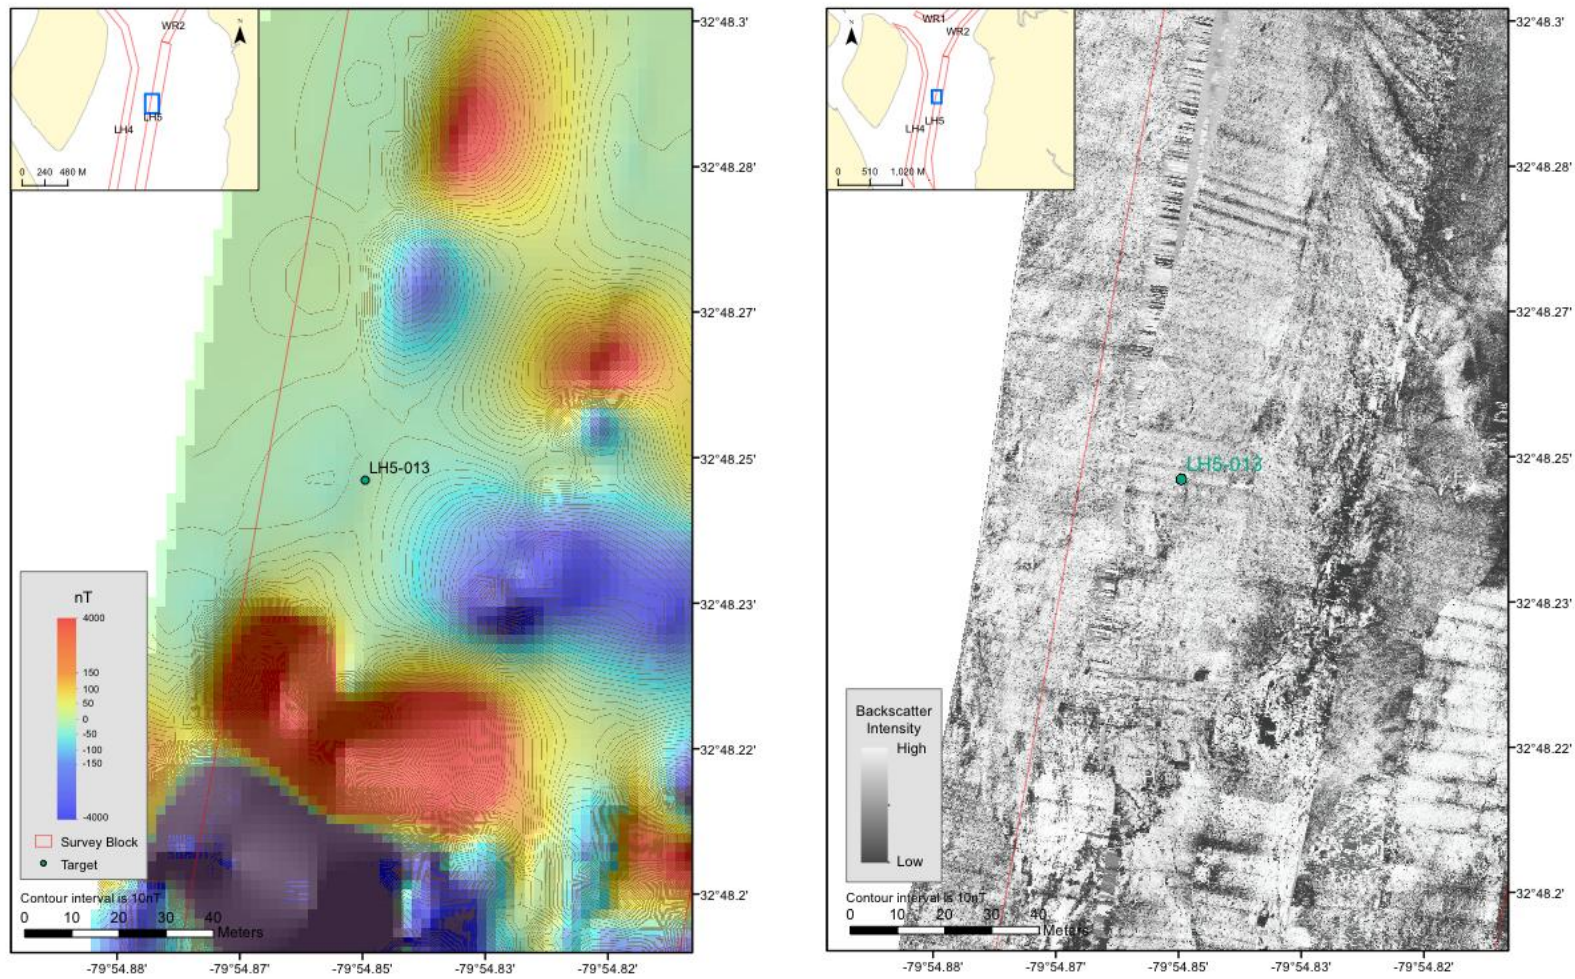 WR2
N
LH5
LH4
0 240 480 M
LH5-013
nT
4000
150
100
50
0
-50
-100
-150
-4000
Survey Block
Target
Contour interval is 10nT
0 10 20 30 40
Meters
32°48.3'
32°48.28'
32°48.27'
32°48.25'
32°48.23'
32°48.22'
32°48.2'
-79°54.88' -79°54.87' -79°54.85' -79°54.83' -79°54.82'
WR1
N
WR2
LH5
LH4
0 510 1,020 M
LH5-013
Backscatter
Intensity
High
Low
Contour interval is 10nT
0 10 20 30 40
Meters
32°48.3'
32°48.28'
32°48.27'
32°48.25'
32°48.23'
32°48.22'
32°48.2'
-79°54.88' -79°54.87' -79°54.85' -79°54.83' -79°54.82'